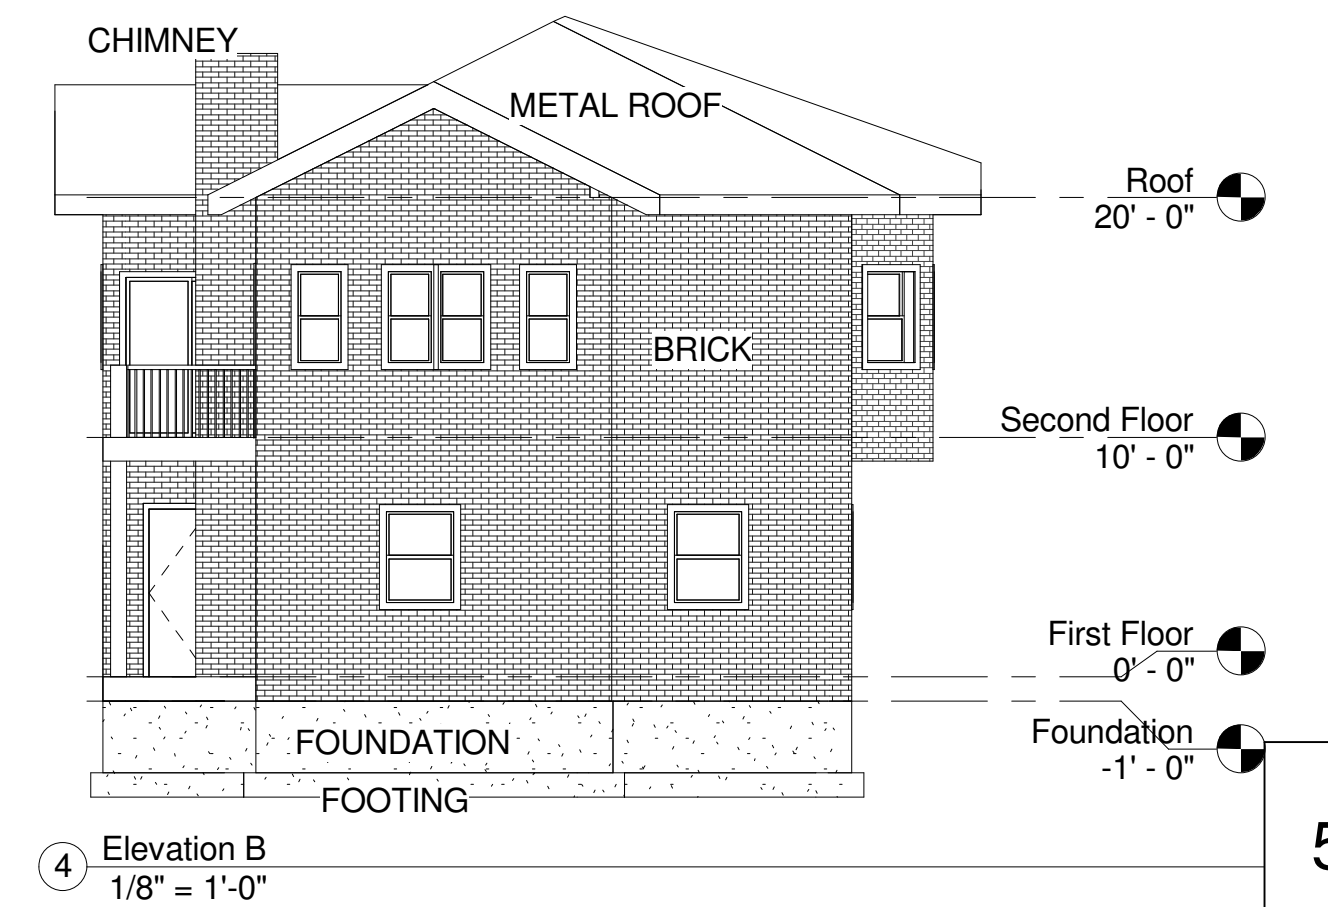 CHIMNEY
METAL ROOF
Roof
20' - 0"
BRICK
Second Floor
10' - 0"
First Floor
0' - 0"
Foundation
-1' - 0"
FOUNDATION
FOOTING
4
Elevation B
1/8" = 1'-0"
5